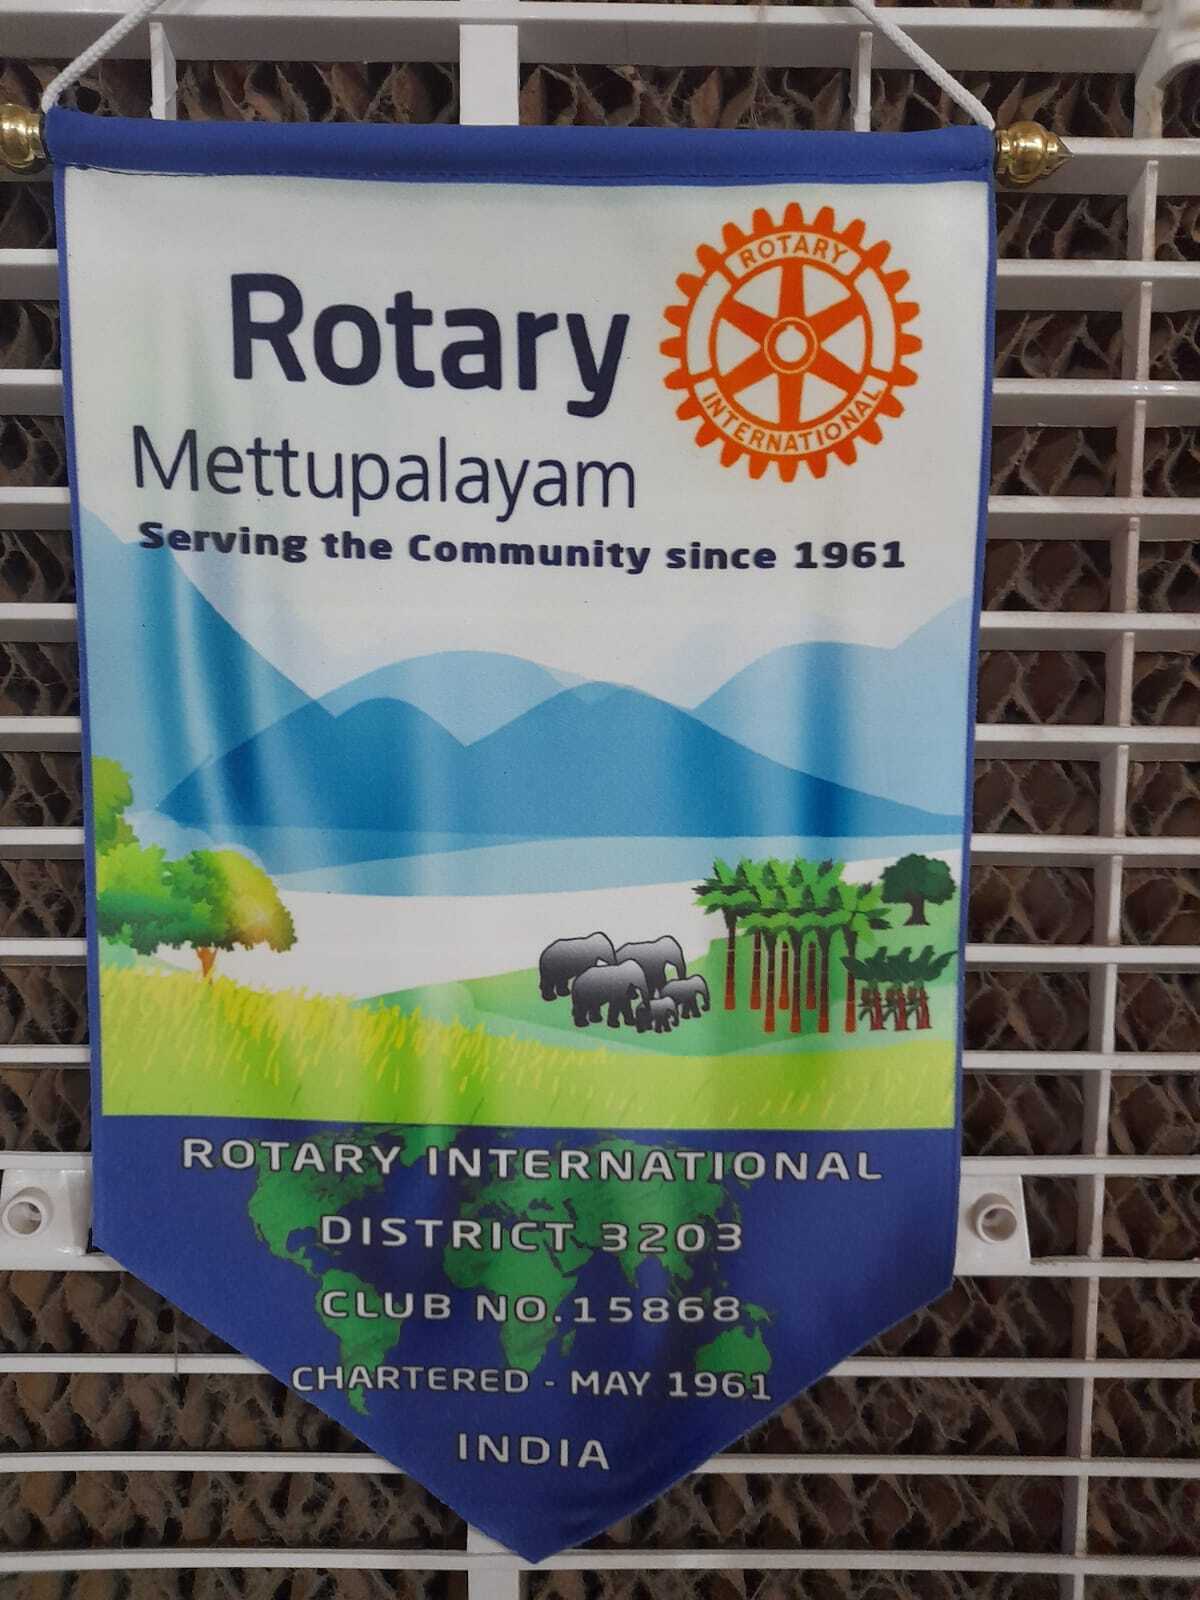 Rotary
ROTARY
INTERNATIONAL
Mettupalayam
Serving the Community since 1961
ROTARY INTERNATIONAL
DISTRICT 3203
CLUB NO.15868
CHARTERED - MAY 1961
INDIA